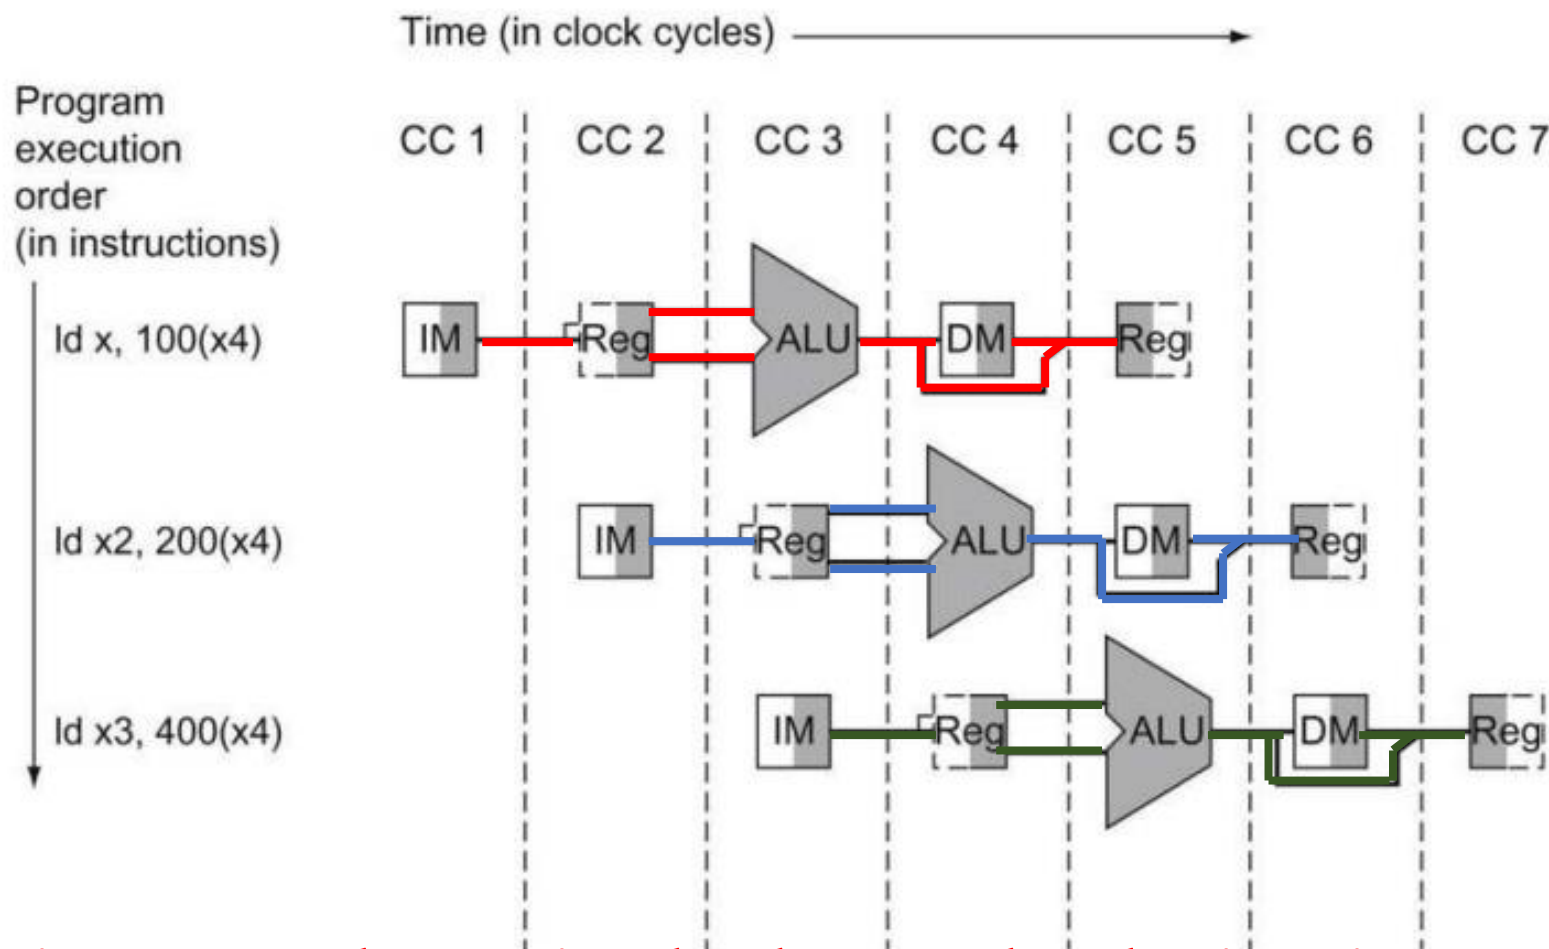 Time (in clock cycles)
Program
execution
order
(in instructions)
CC 1 CC 2 CC 3 CC 4 CC 5 CC 6 CC 7
ld x, 100(x4)
IM Reg ALU DM Reg
ld x2, 200(x4)
IM Reg ALU DM Reg
ld x3, 400(x4)
IM Reg ALU DM Reg